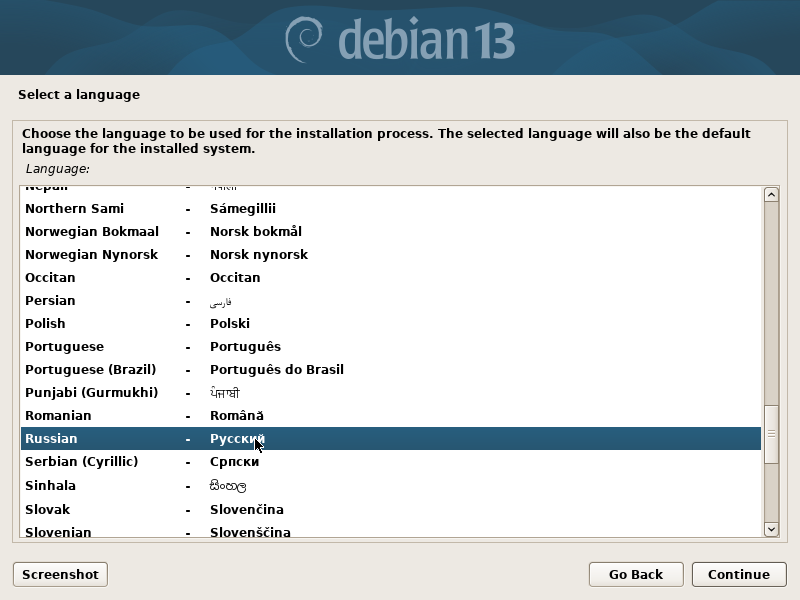 debian 13
Select a language
Choose the language to be used for the installation process. The selected language will also be the default
language for the installed system.
Language:
Northern Sami - Sámegillii
Norwegian Bokmaal - Norsk bokmål
Norwegian Nynorsk - Norsk nynorsk
Occitan - Occitan
Persian - فارسی
Polish - Polski
Portuguese - Português
Portuguese (Brazil) - Português do Brasil
Punjabi (Gurmukhi) - ਪੰਜਾਬੀ
Romanian - Română
Russian - Русский
Serbian (Cyrillic) - Српски
Sinhala - සිංහල
Slovak - Slovenčina
Slovenian - Slovenščina
Screenshot Go Back Continue